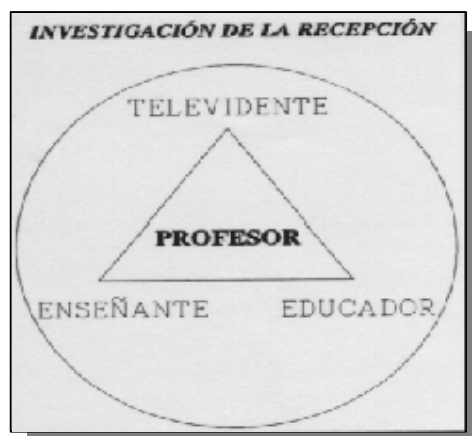 INVESTIGACIÓN DE LA RECEPCIÓN
TELEVIDENTE
PROFESOR
ENSEÑANTE EDUCADOR